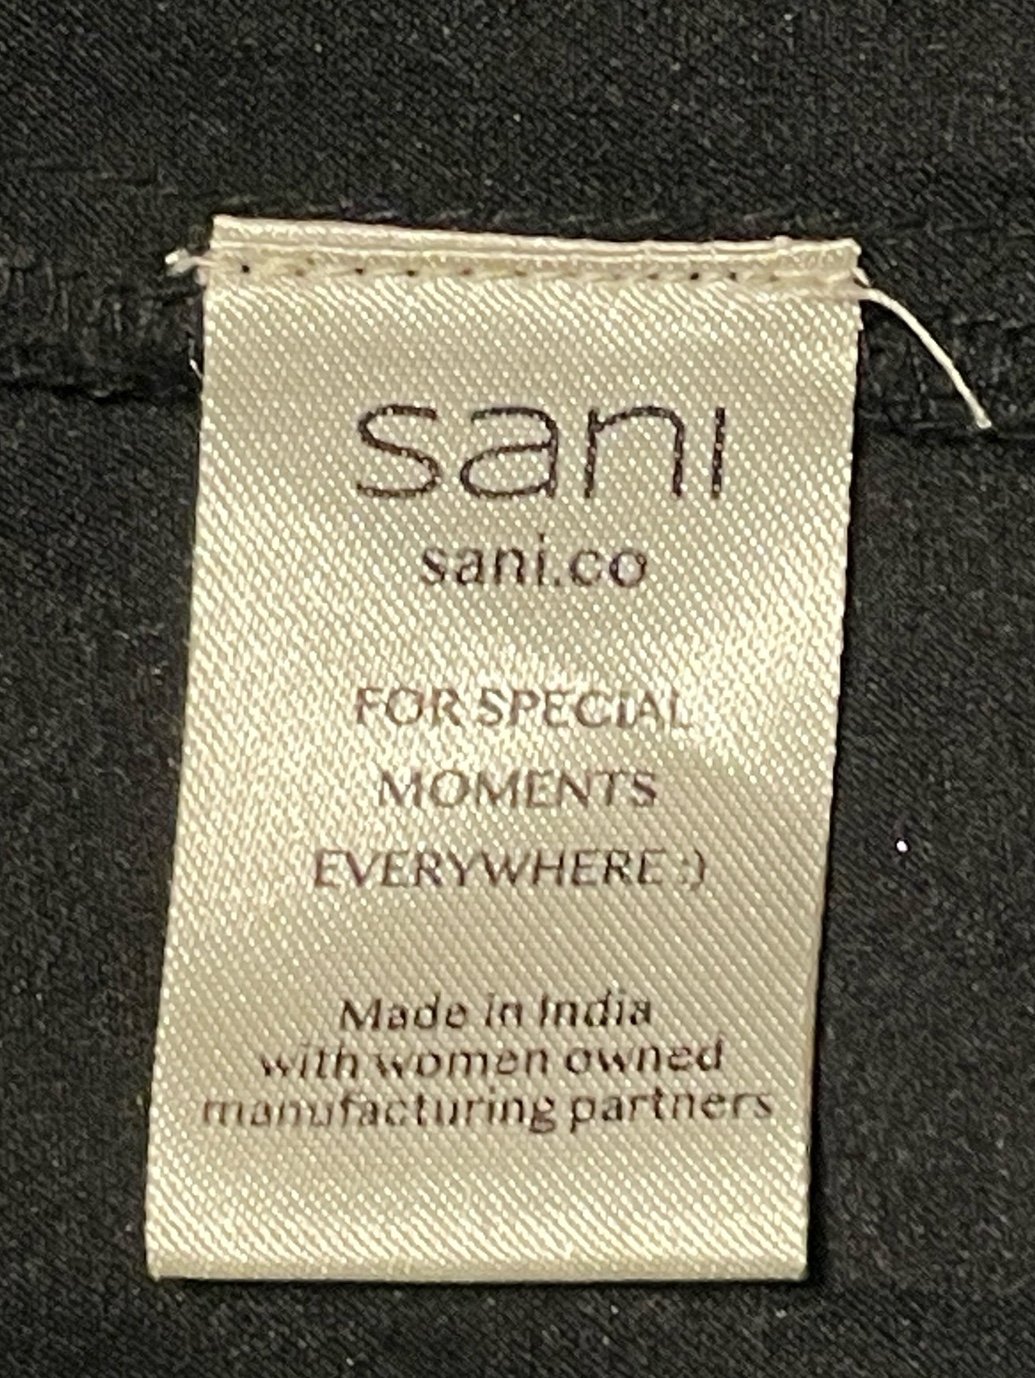 sani
sani.co
FOR SPECIAL
MOMENTS
EVERYWHERE :)
Made in India
with women owned
manufacturing partners